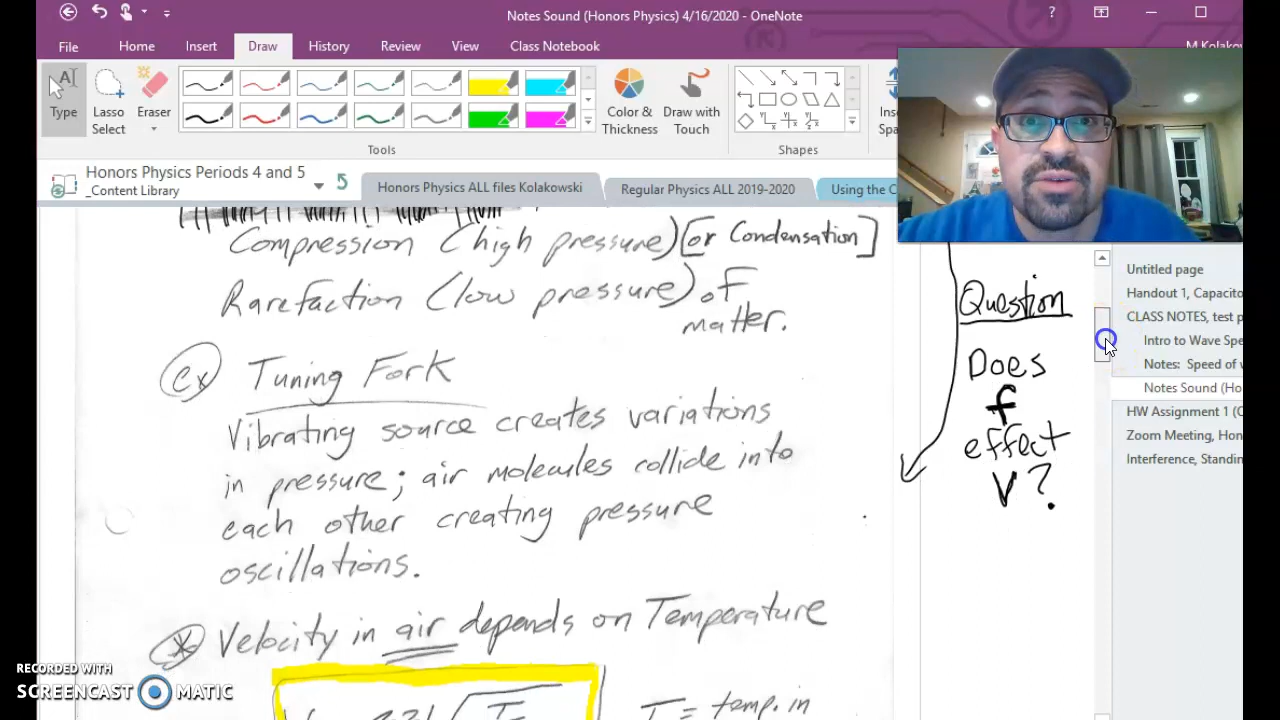 Notes Sound (Honors Physics) 4/16/2020 - OneNote
?
File
Home
Insert
Draw
History
Review
View
Class Notebook
M Kolakow
Type
Lasso
Select
Eraser
Color &
Thickness
Draw with
Touch
Tools
Shapes
Ins
Spa
Honors Physics Periods 4 and 5
_Content Library
Honors Physics ALL files Kolakowski
Regular Physics ALL 2019-2020
Using the C
Compression (high pressure) [or Condensation]
Rarefaction (low pressure) of
matter.
ex Tuning Fork
Vibrating source creates variations
in pressure; air molecules collide into
each other creating pressure
oscillations.
* Velocity in air depends on Temperature
T = temp. in
Question
Does
f
effect
V?
Untitled page
Handout 1, Capacito
CLASS NOTES, test p
Intro to Wave Spe
Notes: Speed of v
Notes Sound (Ho
HW Assignment 1 (C
Zoom Meeting, Hon
Interference, Standin
RECORDED WITH
SCREENCAST MATIC